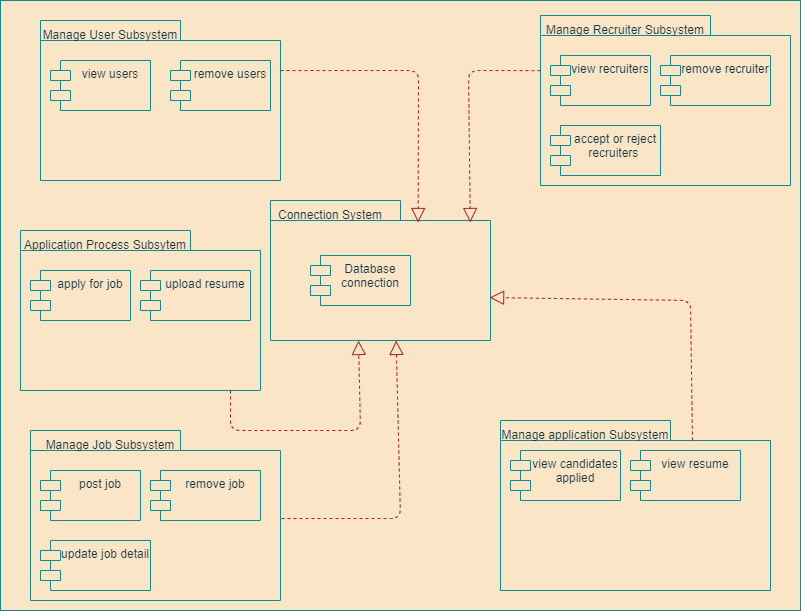 Manage User Subsystem
view users
remove users
Manage Recruiter Subsystem
view recruiters
remove recruiter
accept or reject
recruiters
Connection System
Database
connection
Application Process Subsytem
apply for job
upload resume
Manage Job Subsystem
post job
remove job
update job detail
Manage application Subsystem
view candidates
applied
view resume